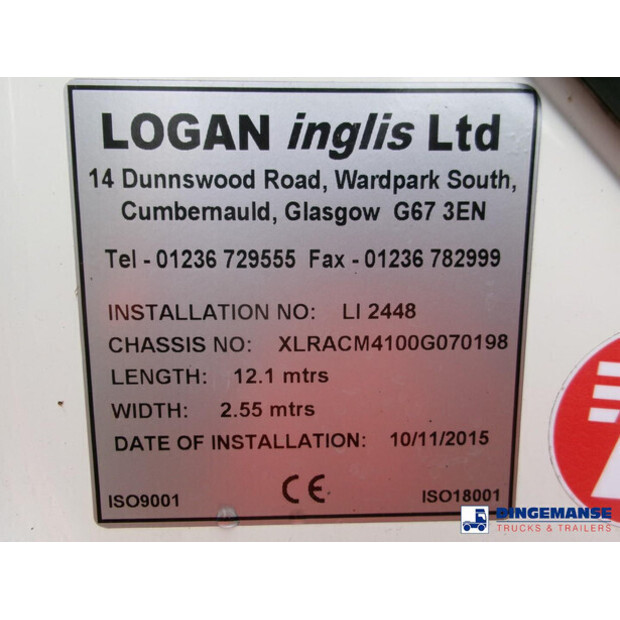 LOGAN inglis Ltd
14 Dunnswood Road, Wardpark South,
Cumbernauld, Glasgow G67 3EN
Tel - 01236 729555 Fax - 01236 782999
INSTALLATION NO: LI 2448
CHASSIS NO: XLRACM4100G070198
LENGTH: 12.1 mtrs
WIDTH: 2.55 mtrs
DATE OF INSTALLATION: 10/11/2015
ISO9001 CE ISO18001
DINGEMANSE
TRUCKS & TRAILERS